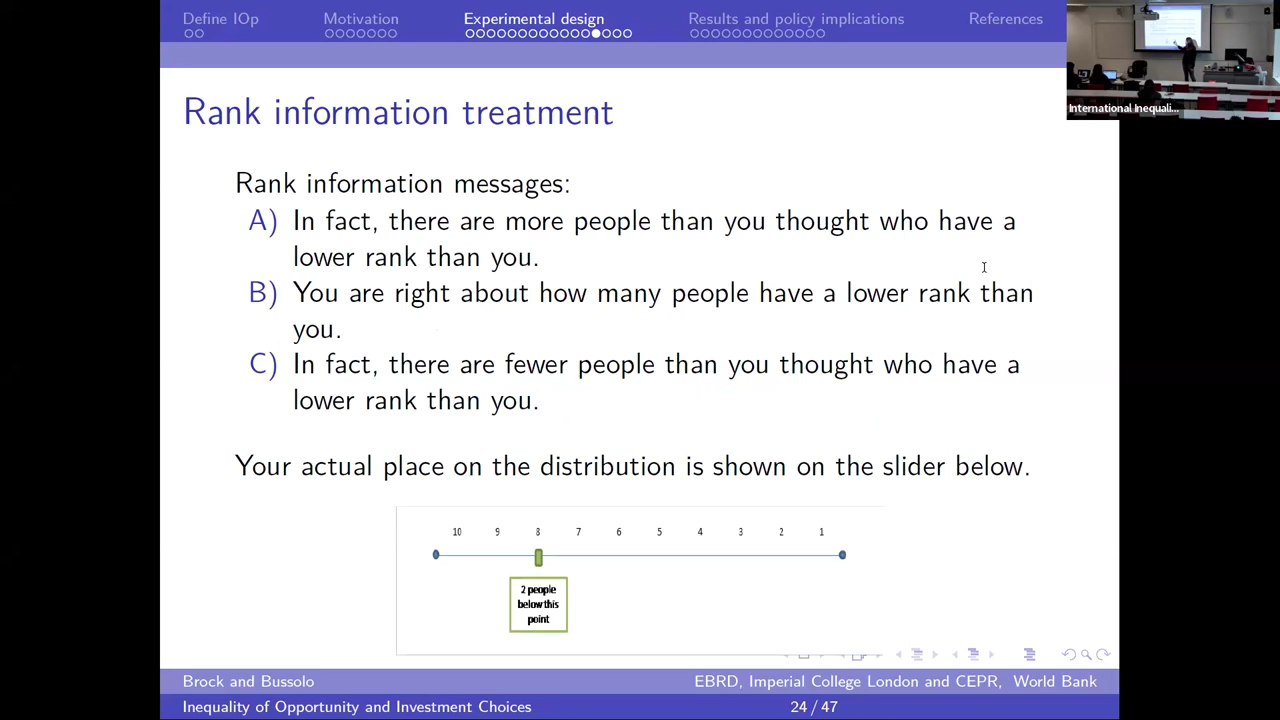 Define IOp Motivation Experimental design Results and policy implications References
International Inequali...
Rank information treatment
Rank information messages:
A) In fact, there are more people than you thought who have a
lower rank than you.
B) You are right about how many people have a lower rank than
you.
C) In fact, there are fewer people than you thought who have a
lower rank than you.
Your actual place on the distribution is shown on the slider below.
10 9 8 7 6 5 4 3 2 1
2 people
below this
point
Brock and Bussolo EBRD, Imperial College London and CEPR, World Bank
Inequality of Opportunity and Investment Choices 24 / 47